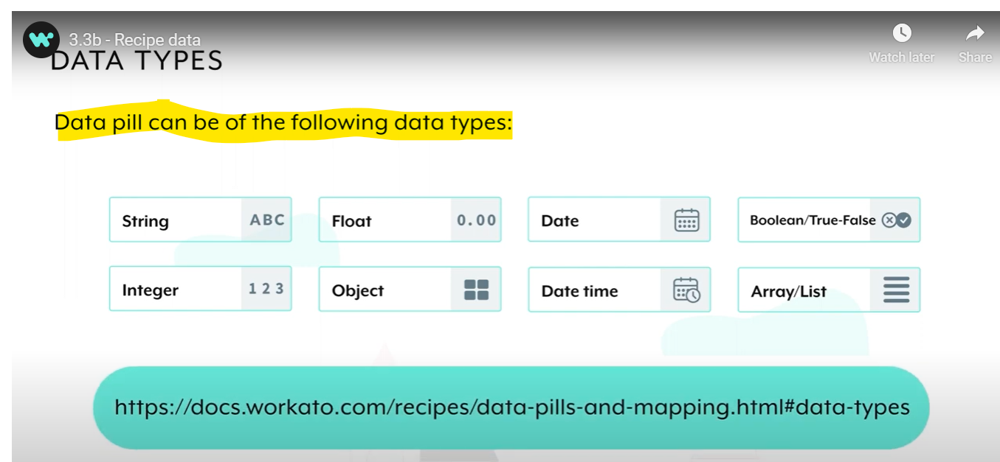 3.3b - Recipe data
Watch later
Share
DATA TYPES
Data pill can be of the following data types:
String ABC
Float 0.00
Date
Boolean/True-False
Integer 1 2 3
Object
Date time
Array/List
https://docs.workato.com/recipes/data-pills-and-mapping.html#data-types